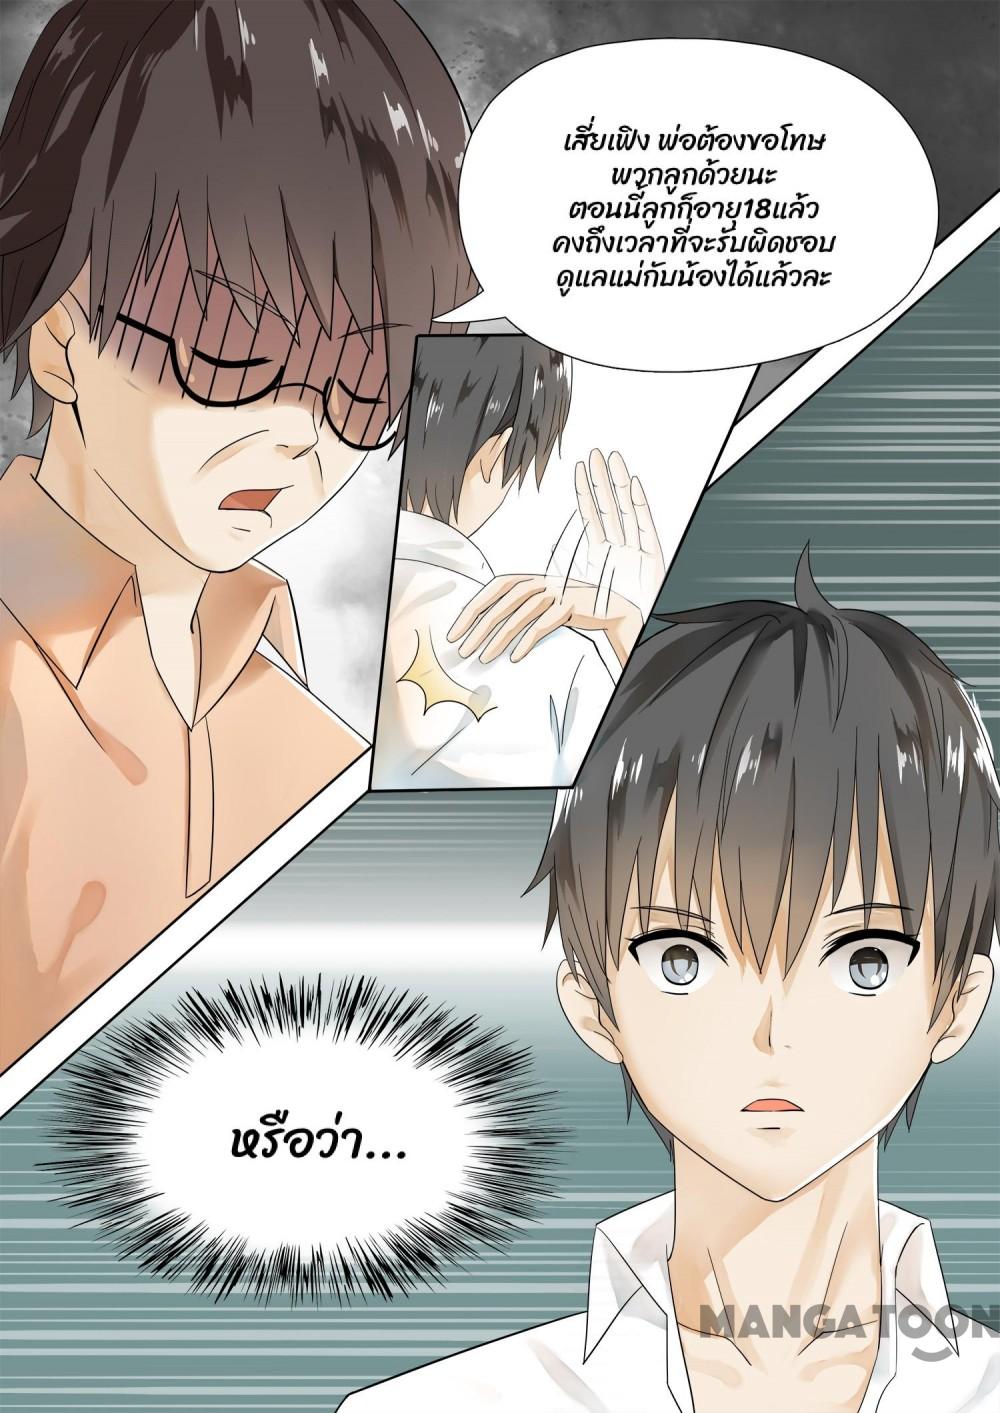 เสี่ยเฟิง พ่อต้องขอโทษ
พวกลูกด้วยนะ
ตอนนี้ลูกก็อายุ18แล้ว
คงถึงเวลาที่จะรับผิดชอบ
ดูแลแม่กับน้องได้แล้วละ
หรือว่า...
MANGATOON